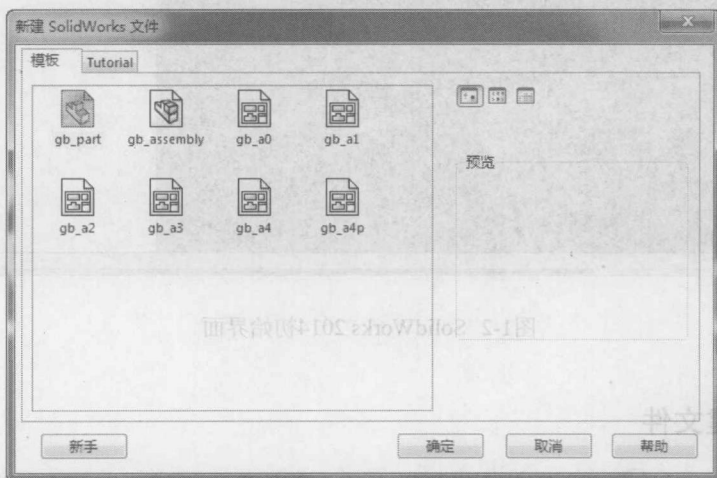 新建 SolidWorks 文件
模板 Tutorial
gb_part gb_assembly gb_a0 gb_a1
预览
gb_a2 gb_a3 gb_a4 gb_a4p
图1-2 SolidWorks 2014初始界面
文件
新手 确定 取消 帮助